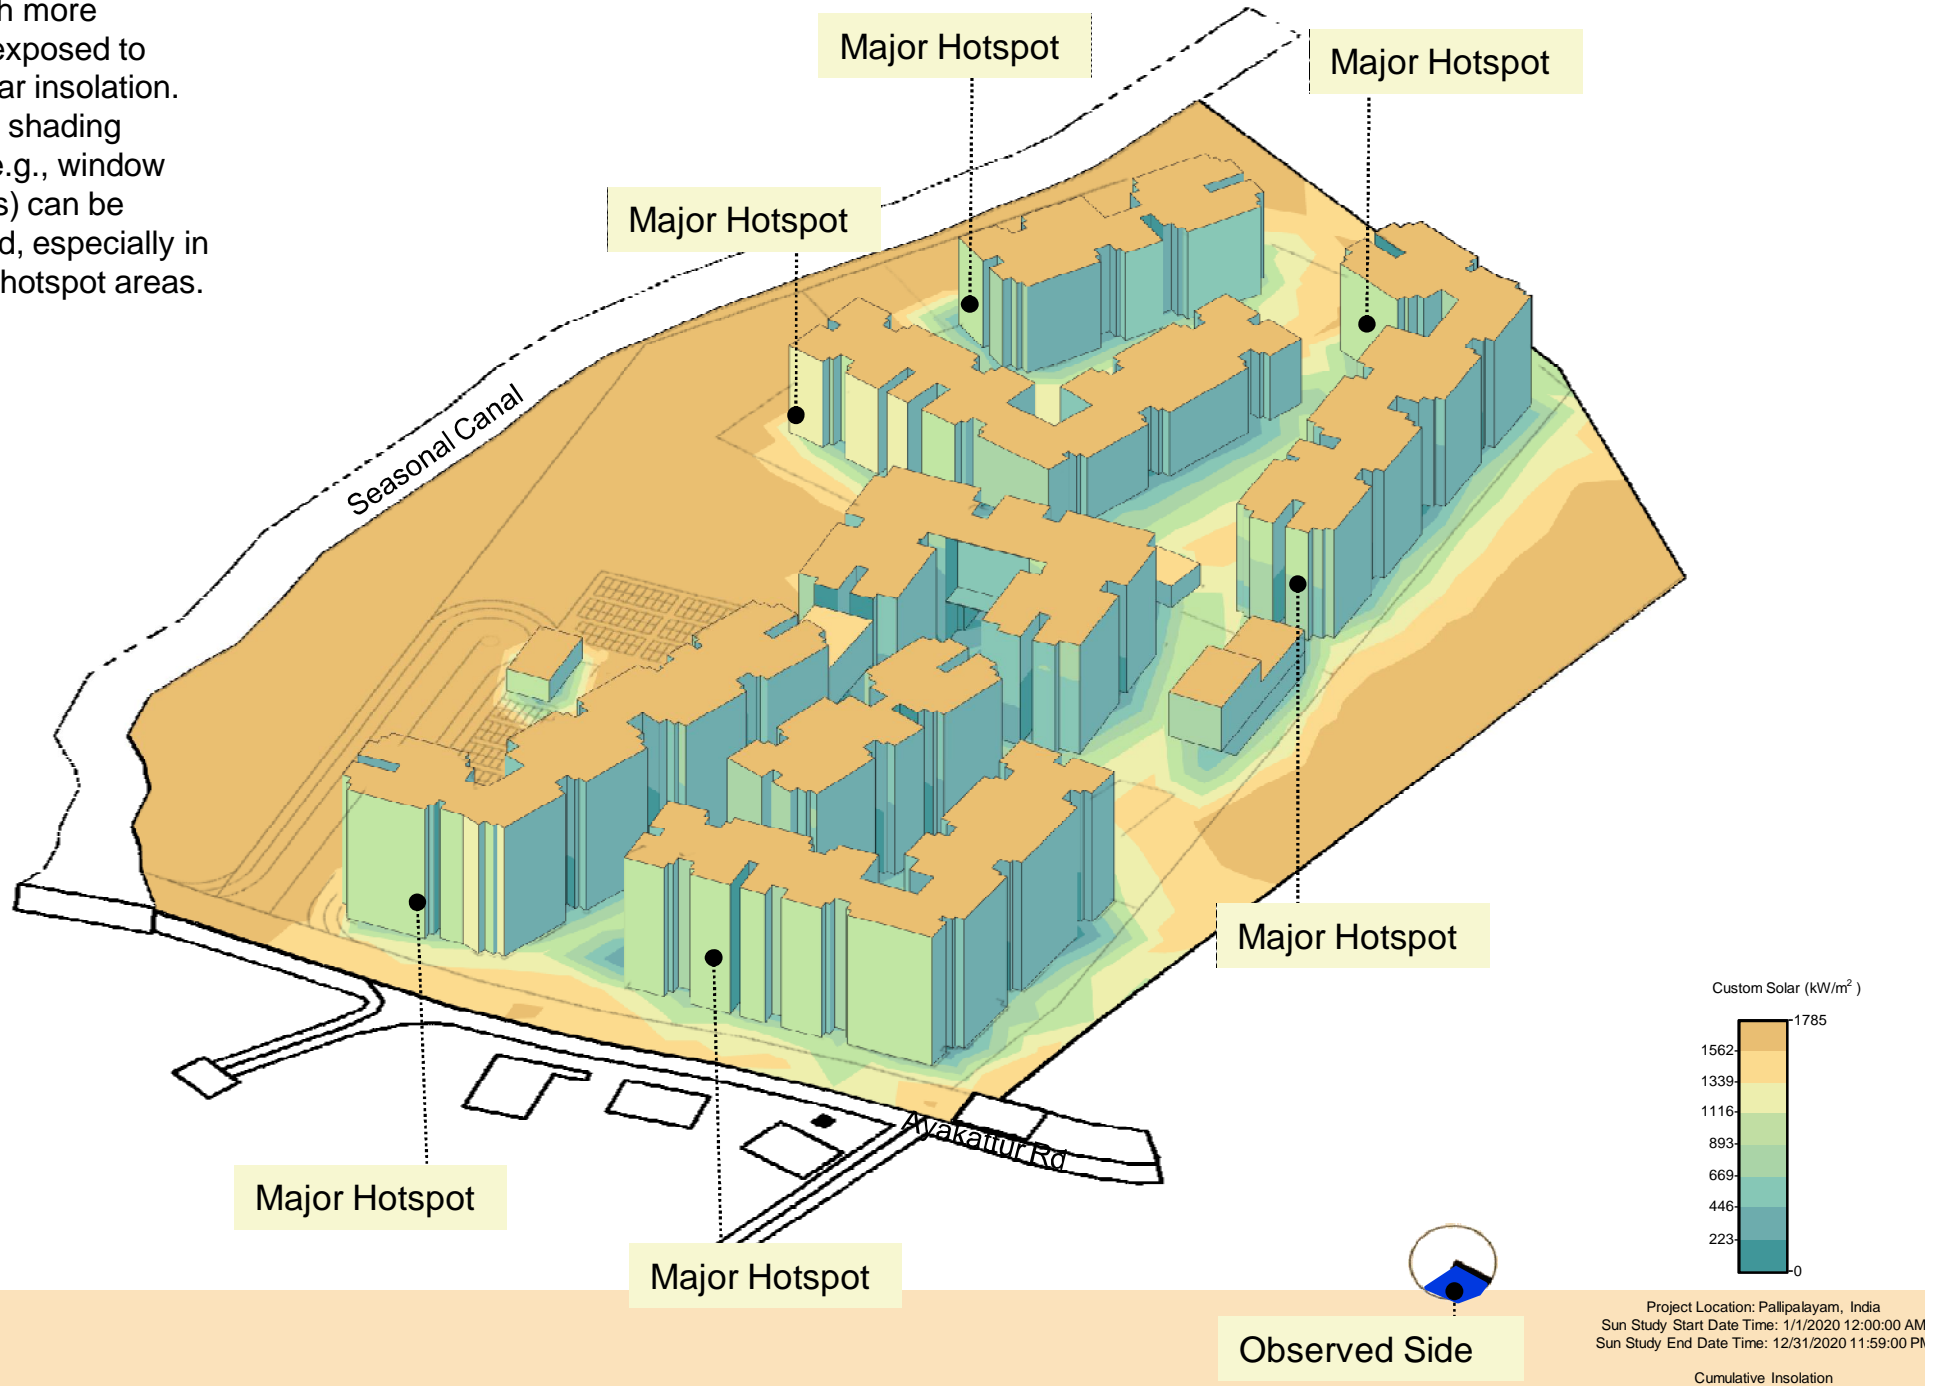 h more
exposed to
ar insolation.
shading
e.g., window
s) can be
d, especially in
hotspot areas.
Major Hotspot
Major Hotspot
Major Hotspot
Seasonal Canal
Major Hotspot
Ayakattur Rd
Major Hotspot
Major Hotspot
Observed Side
Custom Solar (kW/m²)
1785
1562
1339
1116
893
669
446
223
0
Project Location: Pallipalayam, India
Sun Study Start Date Time: 1/1/2020 12:00:00 AM
Sun Study End Date Time: 12/31/2020 11:59:00 PM
Cumulative Insolation